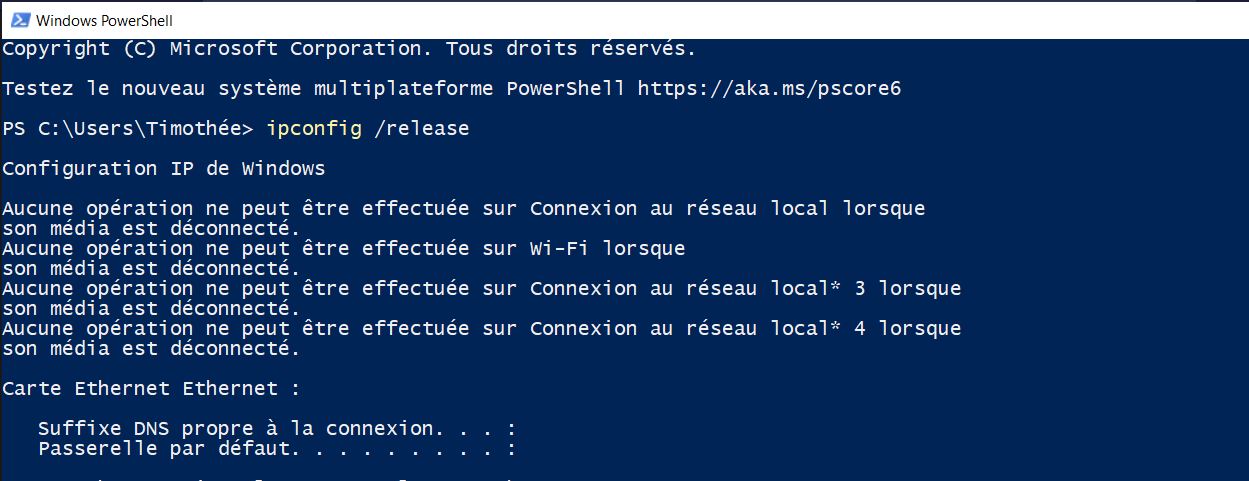 Windows PowerShell
Copyright (C) Microsoft Corporation. Tous droits réservés.
Testez le nouveau système multiplateforme PowerShell https://aka.ms/pscore6
PS C:\Users\Timothée> ipconfig /release
Configuration IP de Windows
Aucune opération ne peut être effectuée sur Connexion au réseau local lorsque
son média est déconnecté.
Aucune opération ne peut être effectuée sur Wi-Fi lorsque
son média est déconnecté.
Aucune opération ne peut être effectuée sur Connexion au réseau local* 3 lorsque
son média est déconnecté.
Aucune opération ne peut être effectuée sur Connexion au réseau local* 4 lorsque
son média est déconnecté.
Carte Ethernet Ethernet :
Suffixe DNS propre à la connexion. . . :
Passerelle par défaut. . . . . . . . . :